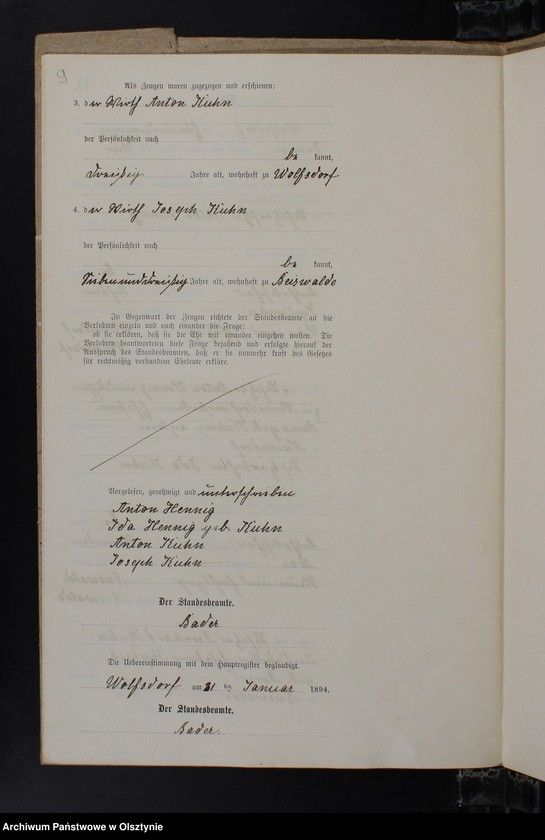 9
Als Zeugen waren zugezogen und erschienen:
3. der Wirth Anton Kuhn
der Persönlichkeit nach
be kannt,
dreißig Jahre alt, wohnhaft zu Wolfsdorf
4. der Wirth Joseph Kuhn
der Persönlichkeit nach
be kannt,
siebenunddreißig Jahre alt, wohnhaft zu Beiswalde
In Gegenwart der Zeugen richtete der Standesbeamte an die
Verlobten einzeln und nach einander die Frage:
ob sie erklären, daß sie die Ehe mit einander eingehen wollen. Die
Verlobten beantworteten diese Frage bejahend und erfolgte hierauf der
Ausspruch des Standesbeamten, daß er sie nunmehr kraft des Gesetzes
für rechtmäßig verbundene Eheleute erkläre.
Vorgelesen, genehmigt und unterschrieben
Anton Hennig
Ida Hennig geb. Kuhn
Anton Kuhn
Joseph Kuhn
Der Standesbeamte.
Bader
Die Uebereinstimmung mit dem Hauptregister beglaubigt.
Wolfsdorf am 31 ten Januar 1894.
Der Standesbeamte.
Bader.
Archiwum Państwowe w Olsztynie